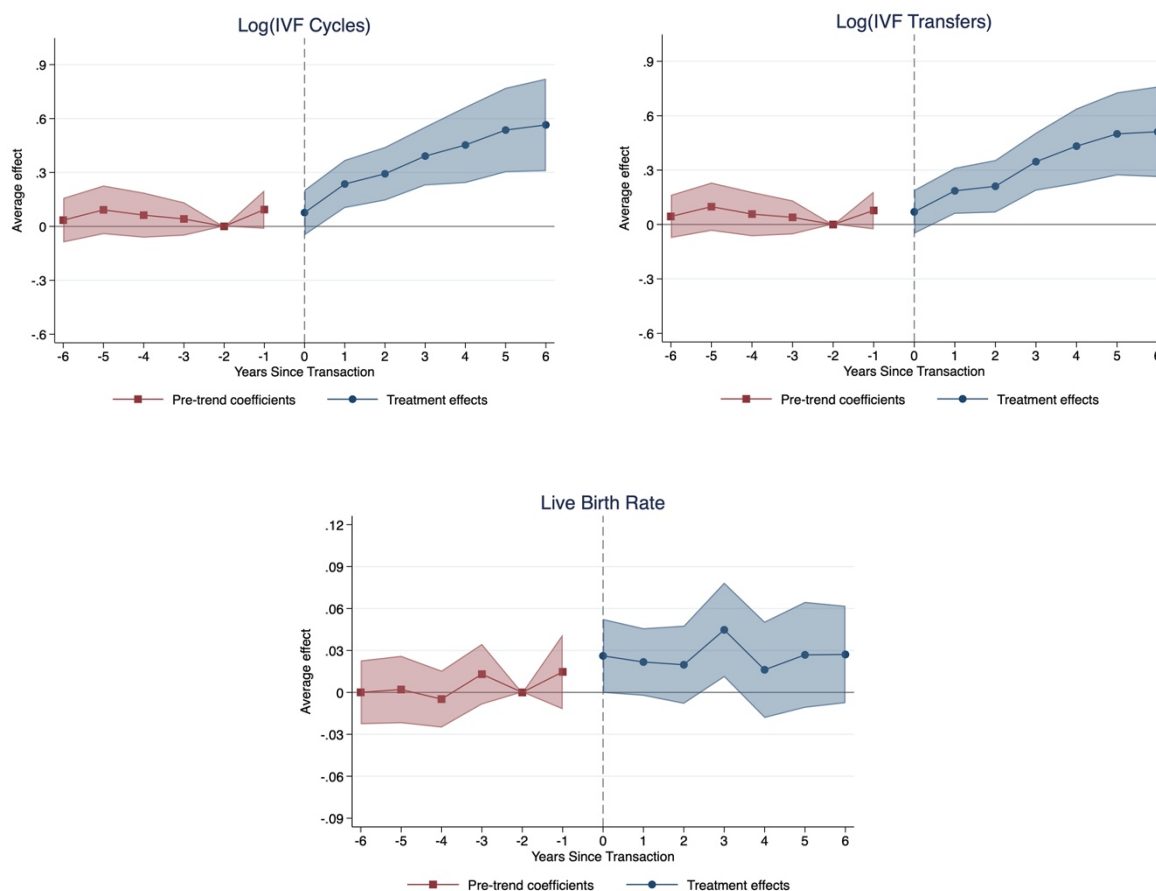 Log(IVF Cycles)
.9
.6
.3
0
-.3
-.6
Average effect
-6 -5 -4 -3 -2 -1 0 1 2 3 4 5 6
Years Since Transaction
Pre-trend coefficients Treatment effects
Log(IVF Transfers)
.9
.6
.3
0
-.3
-.6
Average effect
-6 -5 -4 -3 -2 -1 0 1 2 3 4 5 6
Years Since Transaction
Pre-trend coefficients Treatment effects
Live Birth Rate
.12
.09
.06
.03
0
-.03
-.06
-.09
Average effect
-6 -5 -4 -3 -2 -1 0 1 2 3 4 5 6
Years Since Transaction
Pre-trend coefficients Treatment effects